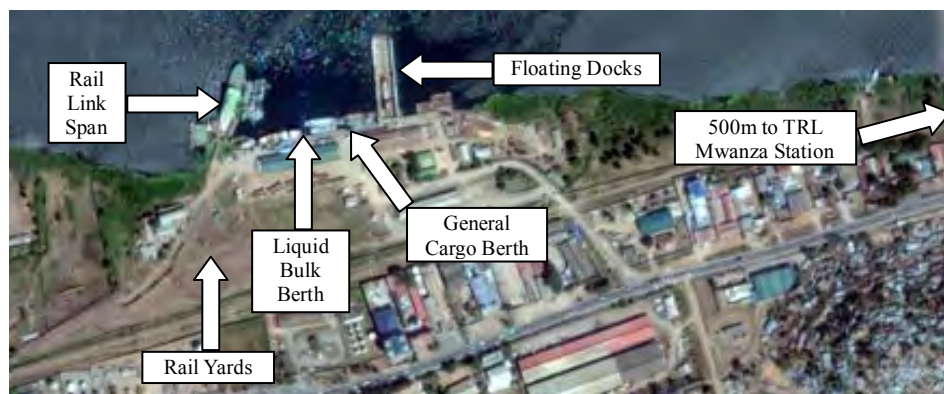 Rail
Link
Span
Floating Docks
500m to TRL
Mwanza Station
General
Cargo Berth
Liquid
Bulk
Berth
Rail Yards